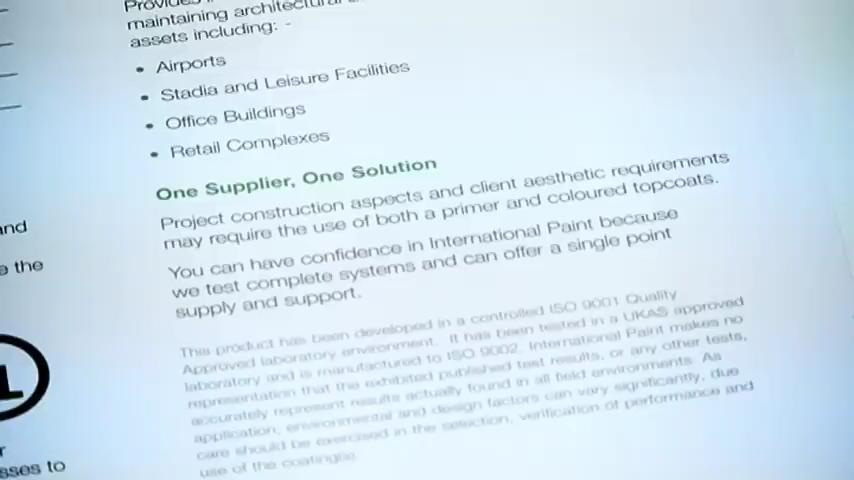 maintaining architectural
assets including: -
• Airports
• Stadia and Leisure Facilities
• Office Buildings
• Retail Complexes
One Supplier, One Solution
Project construction aspects and client aesthetic requirements
may require the use of both a primer and coloured topcoats.
You can have confidence in International Paint because
we test complete systems and can offer a single point
supply and support.
This product has been developed in a controlled ISO 9001 Quality
Approved laboratory environment. It has been tested in a UKAS approved
laboratory and is manufactured to ISO 9002. International Paint makes no
representation that the exhibited published test results, or any other tests,
accurately represent results actually found in all field environments. As
application, environmental and design factors can vary significantly, due
care should be exercised in the selection, verification of performance and
use of the coating
and
the
sses to